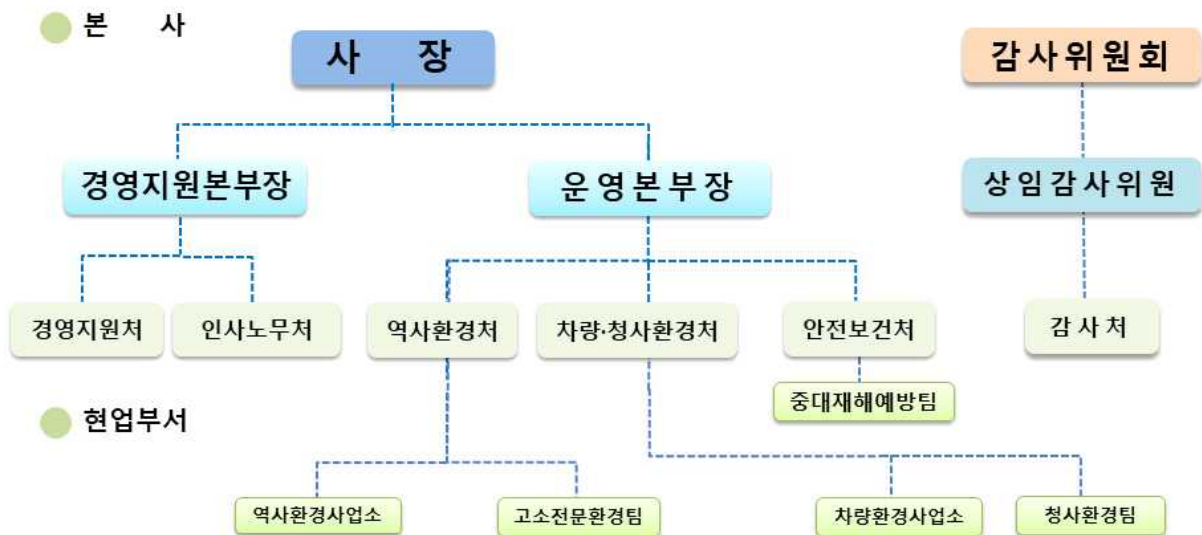 본 사
사 장
감사위원회
경영지원본부장
운영본부장
상임감사위원
경영지원처
인사노무처
역사환경처
차량·청사환경처
안전보건처
감사처
중대재해예방팀
현업부서
역사환경사업소
고소전문환경팀
차량환경사업소
청사환경팀